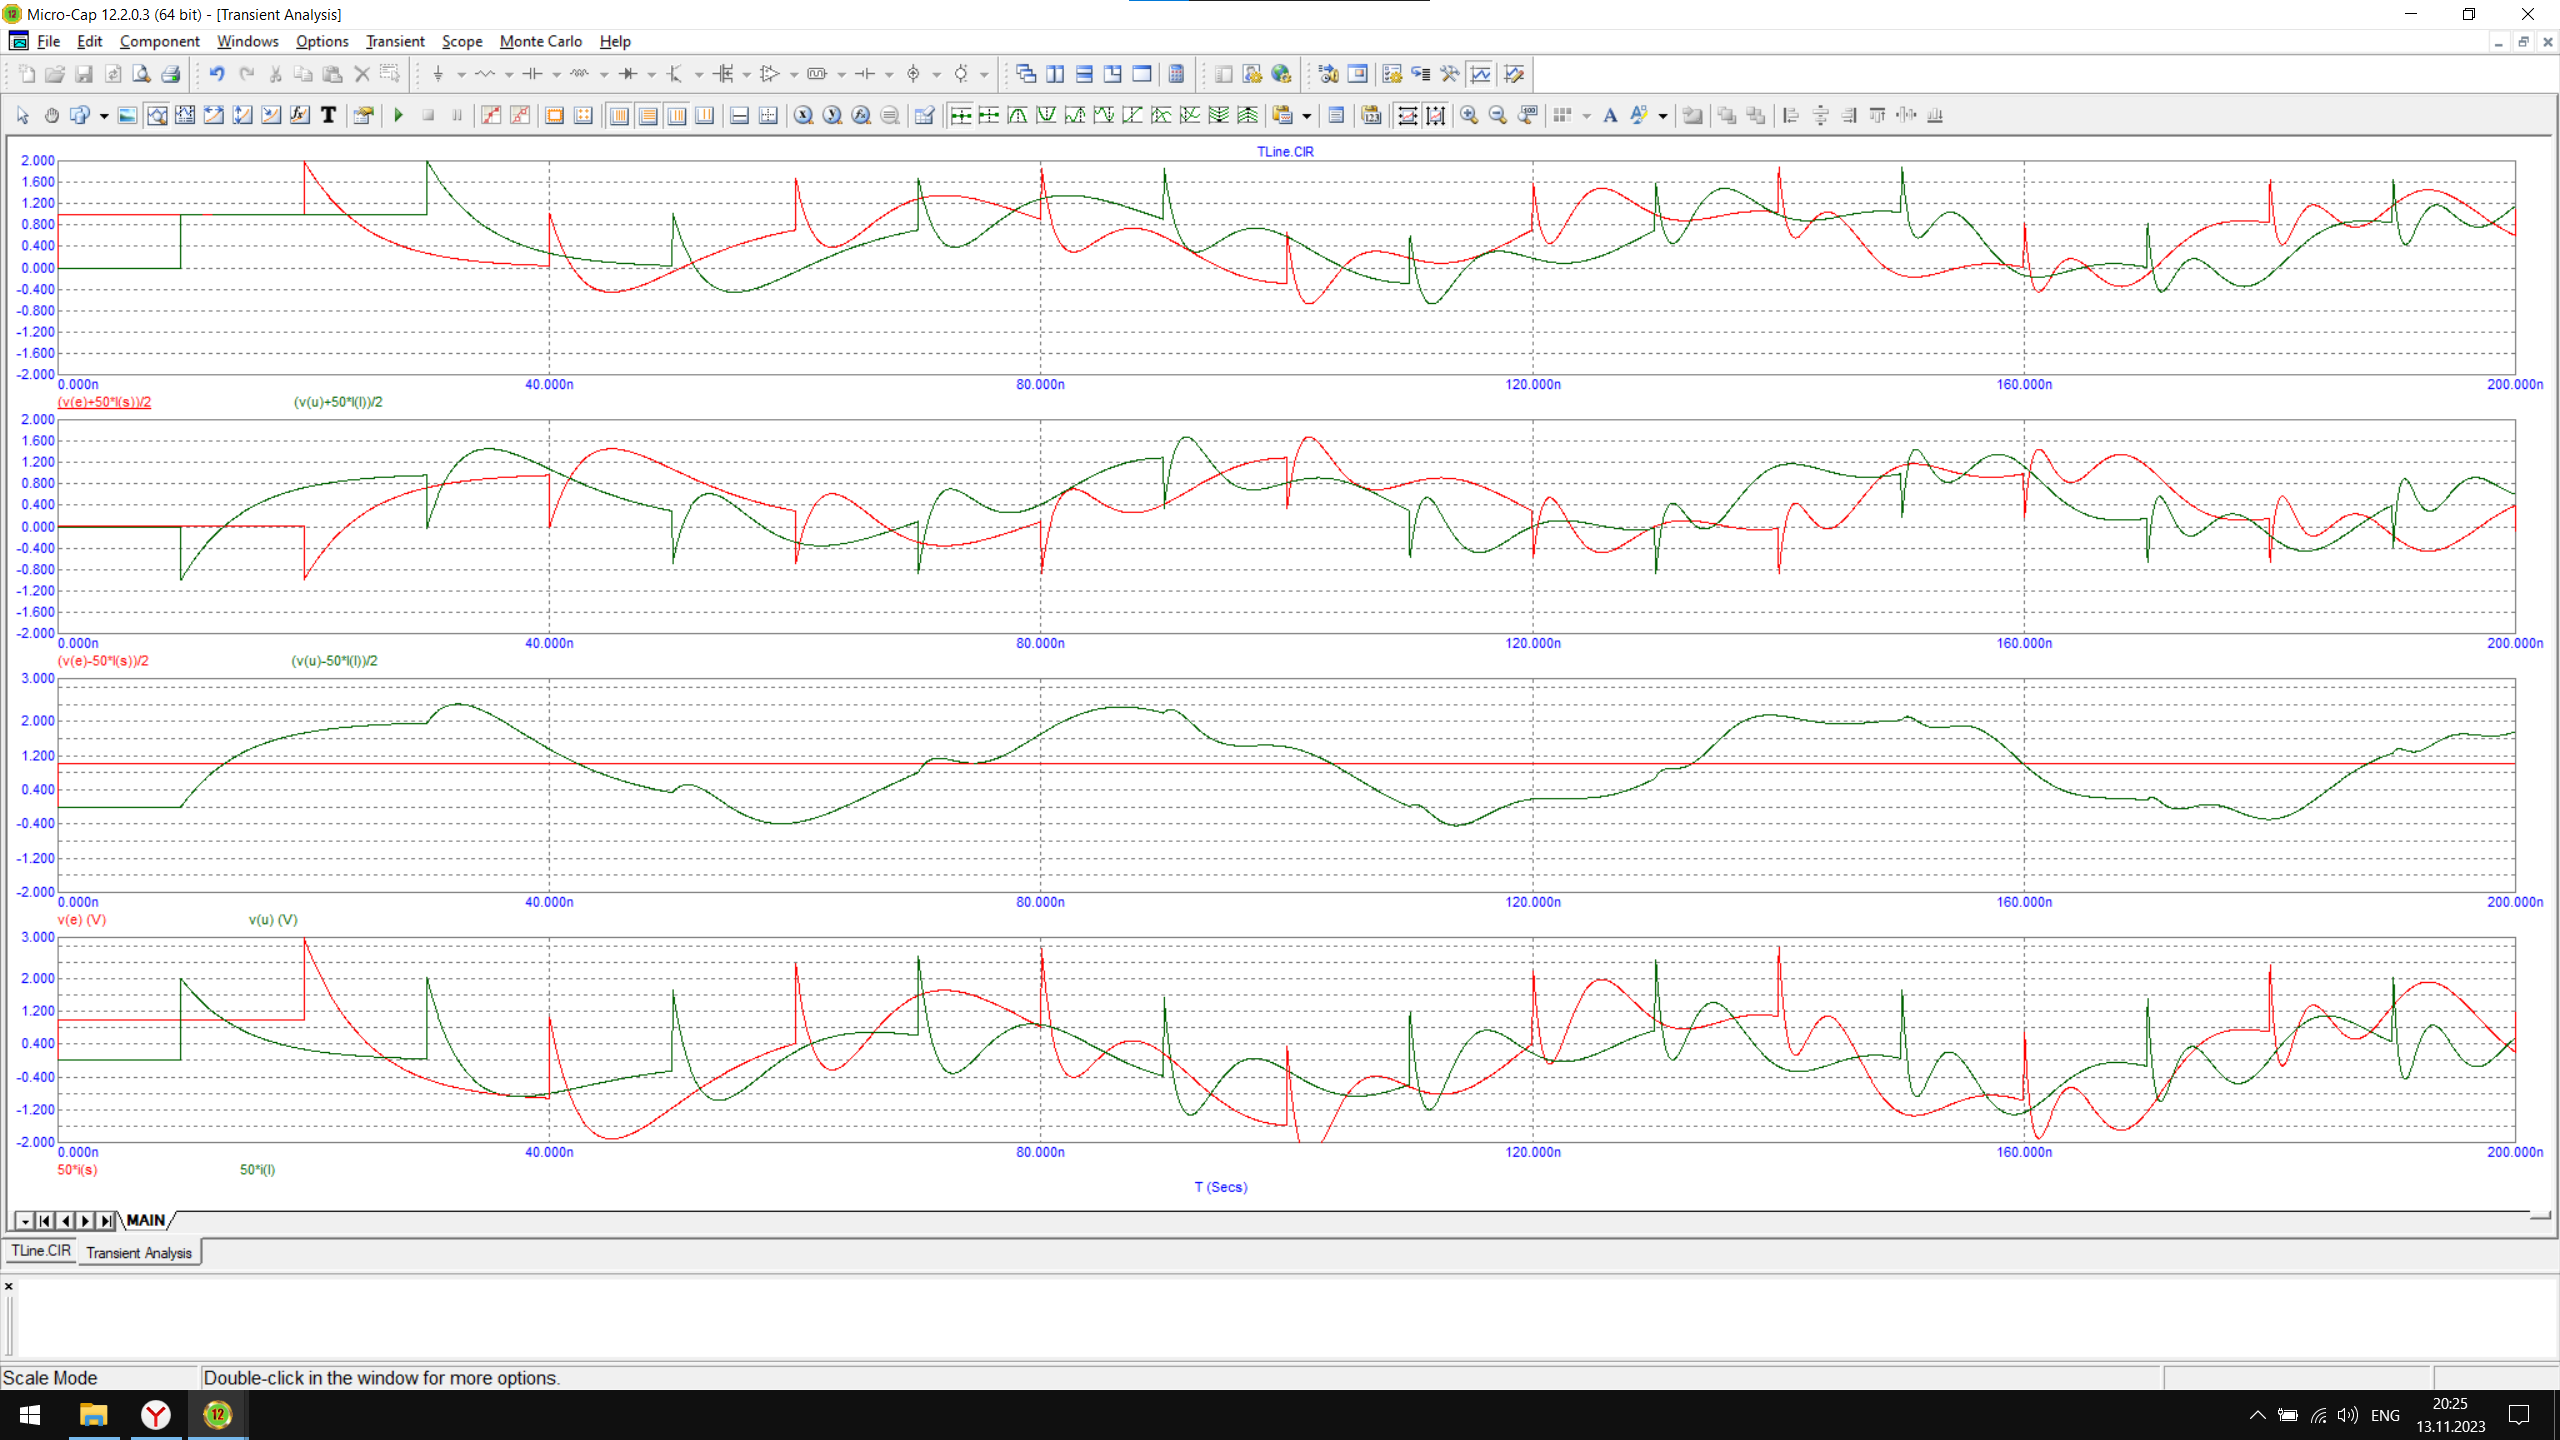 Micro-Cap 12.2.0.3 (64 bit) - [Transient Analysis]
File Edit Component Windows Options Transient Scope Monte Carlo Help
TLine.CIR
2.000
1.600
1.200
0.800
0.400
0.000
-0.400
-0.800
-1.200
-1.600
-2.000
0.000n 40.000n 80.000n 120.000n 160.000n 200.000n
(v(e)+50*I(s))/2 (v(u)+50*I(l))/2
2.000
1.600
1.200
0.800
0.400
0.000
-0.400
-0.800
-1.200
-1.600
-2.000
0.000n 40.000n 80.000n 120.000n 160.000n 200.000n
(v(e)-50*I(s))/2 (v(u)-50*I(l))/2
3.000
2.000
1.200
0.400
-0.400
-1.200
-2.000
0.000n 40.000n 80.000n 120.000n 160.000n 200.000n
v(e) (V) v(u) (V)
3.000
2.000
1.200
0.400
-0.400
-1.200
-2.000
0.000n 40.000n 80.000n 120.000n 160.000n 200.000n
50*i(s) 50*i(l)
T (Secs)
MAIN
TLine.CIR Transient Analysis
Scale Mode Double-click in the window for more options.
12 ENG 20:25
13.11.2023